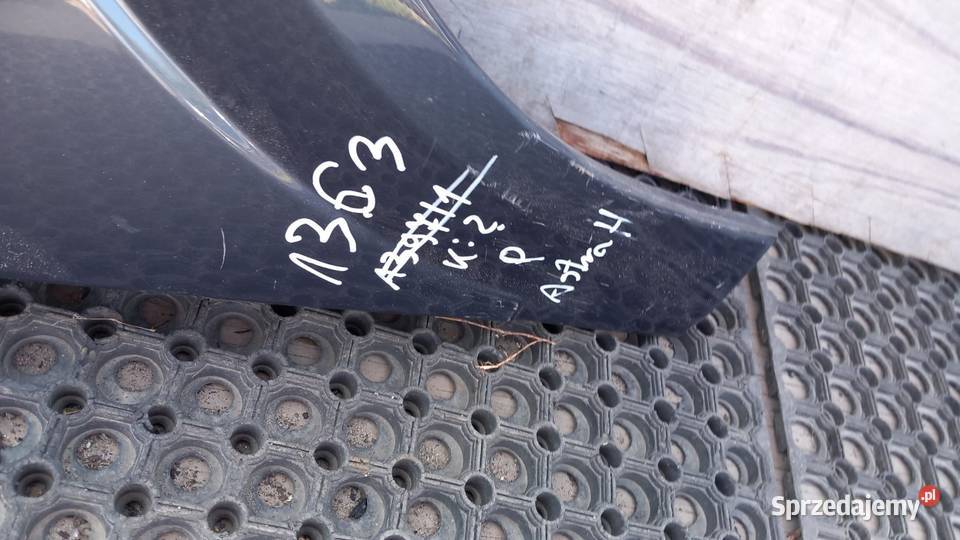 1363
K:2.
P
Astra H
Sprzedajemy.pl